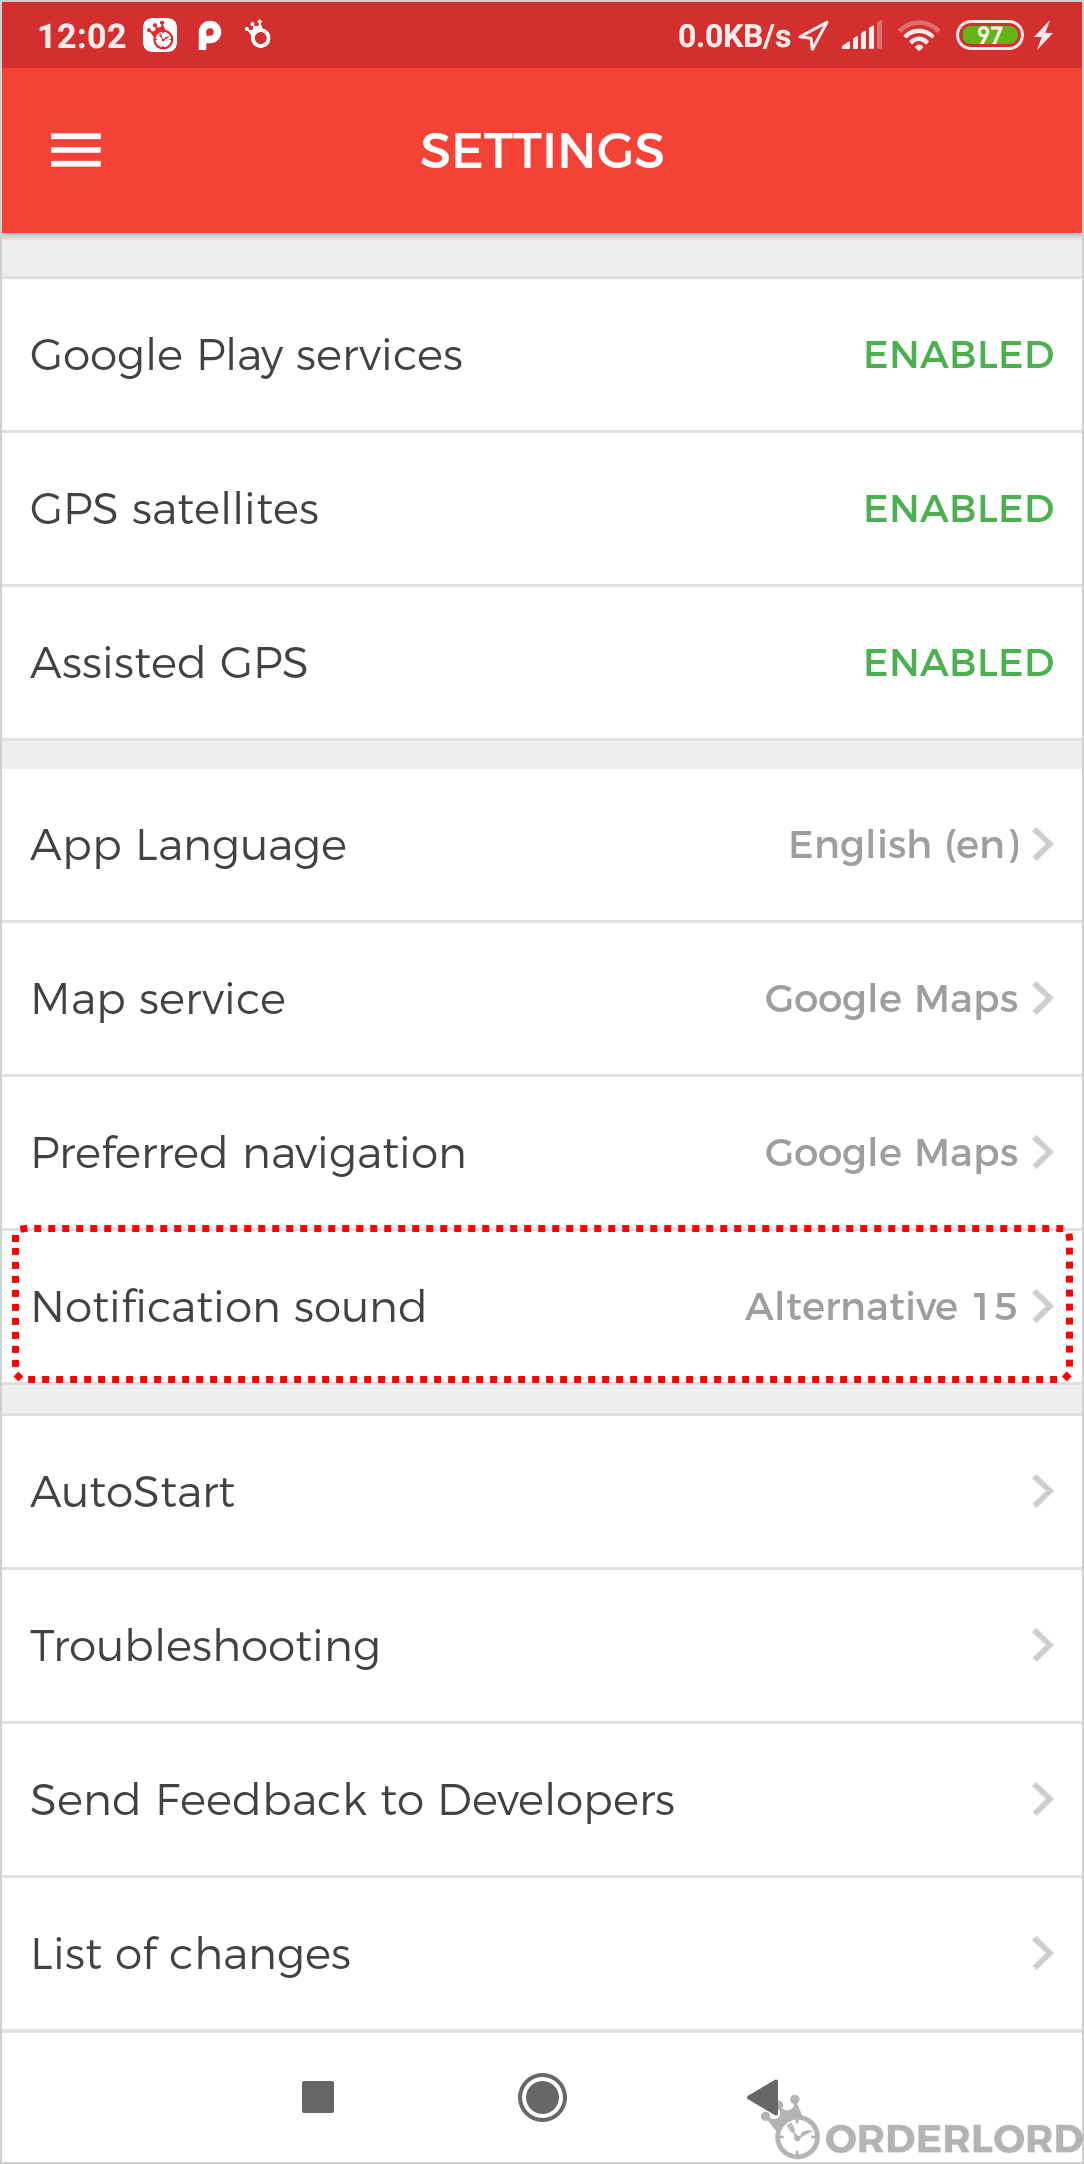 12:02 0.0KB/s 97
SETTINGS
Google Play services ENABLED
GPS satellites ENABLED
Assisted GPS ENABLED
App Language English (en)
Map service Google Maps
Preferred navigation Google Maps
Notification sound Alternative 15
AutoStart
Troubleshooting
Send Feedback to Developers
List of changes
ORDERLORD